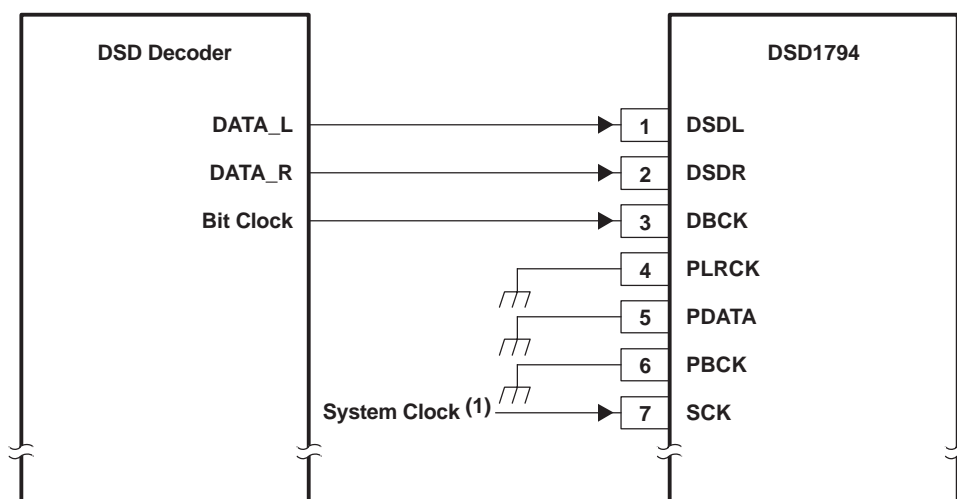 DSD Decoder
DSD1794
DATA_L 1 DSDL
DATA_R 2 DSDR
Bit Clock 3 DBCK
4 PLRCK
5 PDATA
6 PBCK
System Clock (1) 7 SCK